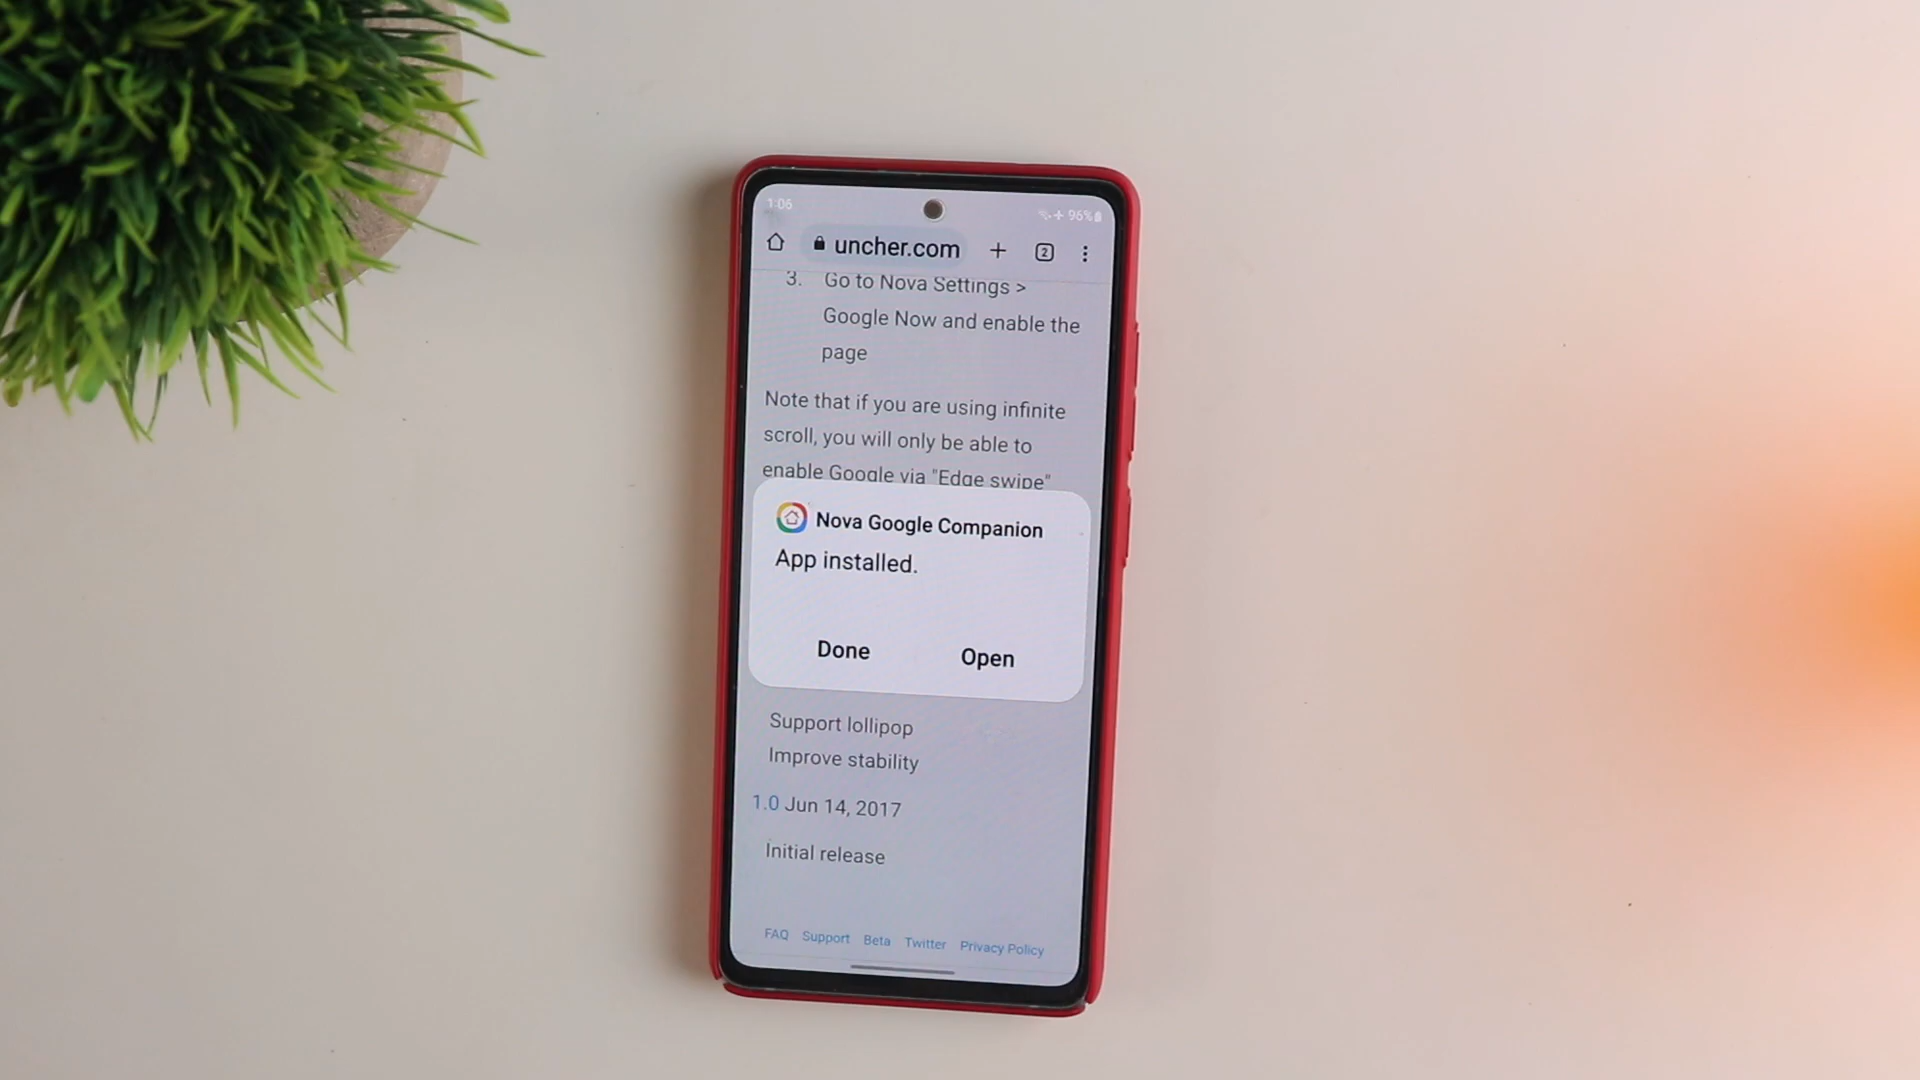 1:06
96%
uncher.com
2
3. Go to Nova Settings >
Google Now and enable the
page
Note that if you are using infinite
scroll, you will only be able to
enable Google via "Edge swipe"
Nova Google Companion
App installed.
Done Open
Support lollipop
Improve stability
1.0 Jun 14, 2017
Initial release
FAQ Support Beta Twitter Privacy Policy